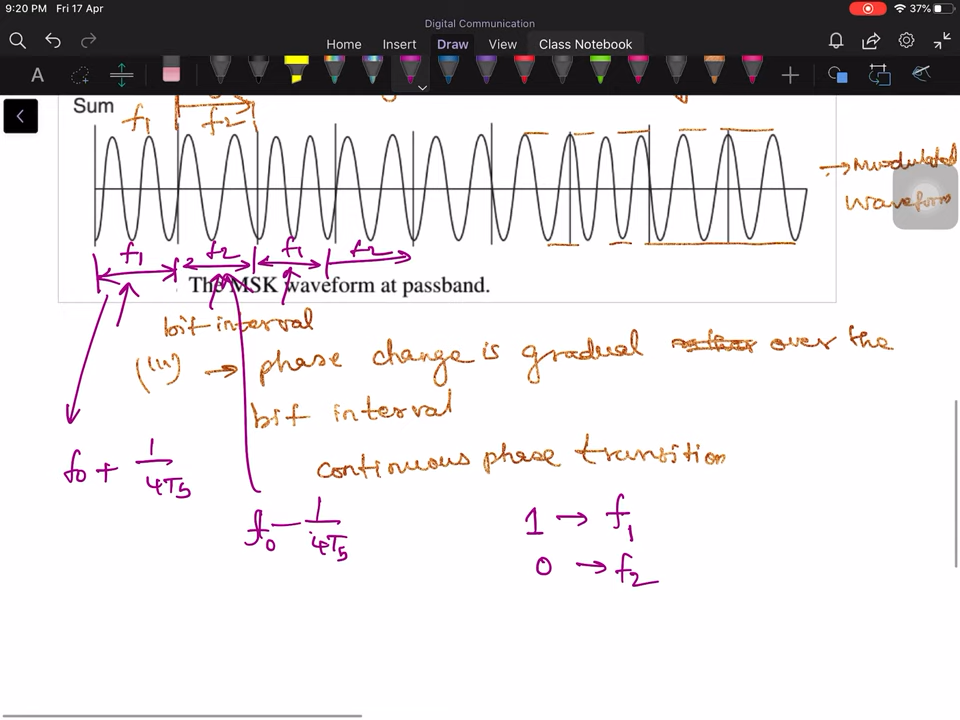 9:20 PM Fri 17 Apr
37%
Digital Communication
Home Insert Draw View Class Notebook
A
Sum
f1 f2
→ Modulated
waveform
f1 f2 f1 f2
The MSK waveform at passband.
bit interval
(iii) → phase change is gradual over the
bit interval
continuous phase transition
f0 + 1/4Ts
f0 - 1/4Ts
1 → f1
0 → f2